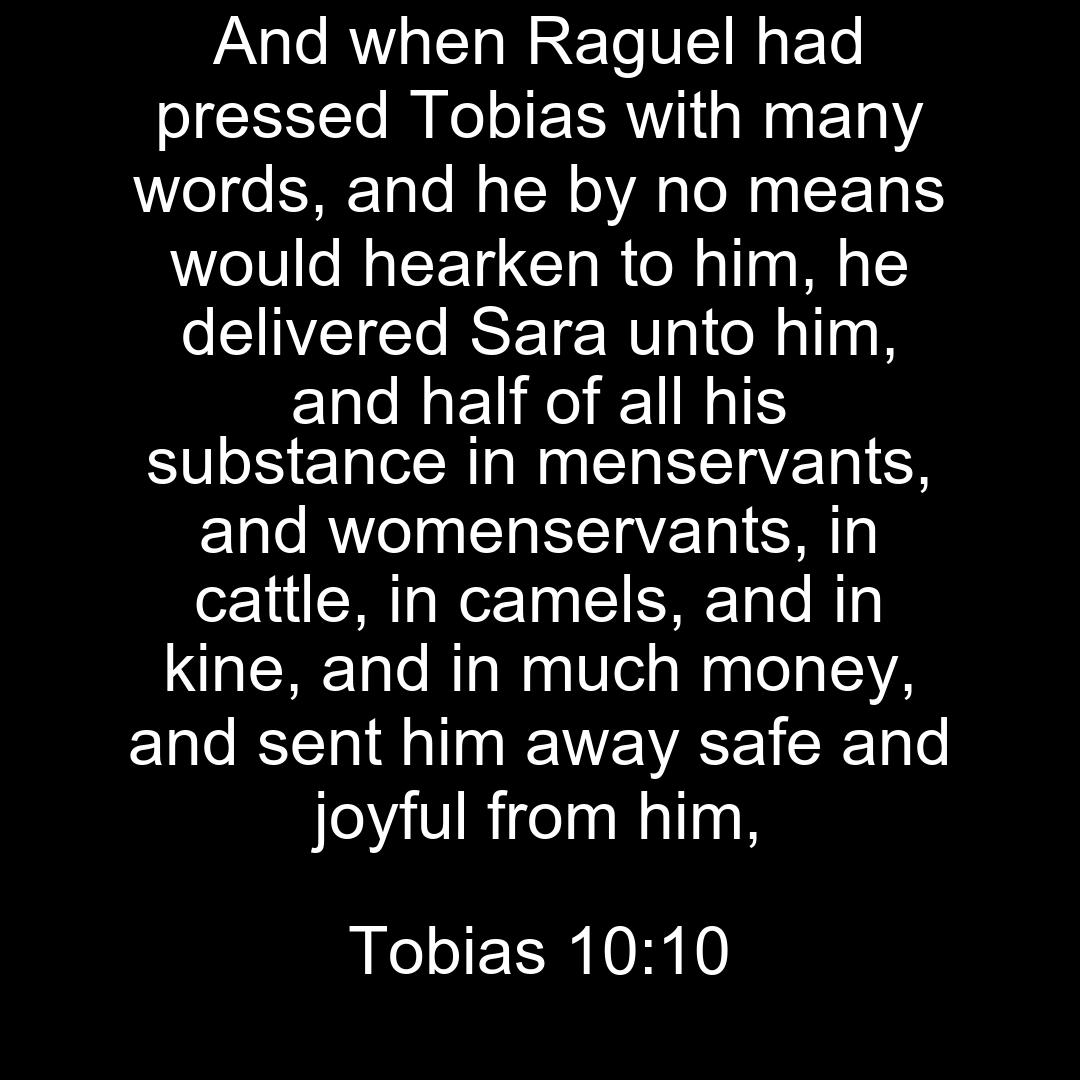 And when Raguel had
pressed Tobias with many
words, and he by no means
would hearken to him, he
delivered Sara unto him,
and half of all his
substance in menservants,
and womenservants, in
cattle, in camels, and in
kine, and in much money,
and sent him away safe and
joyful from him,
Tobias 10:10